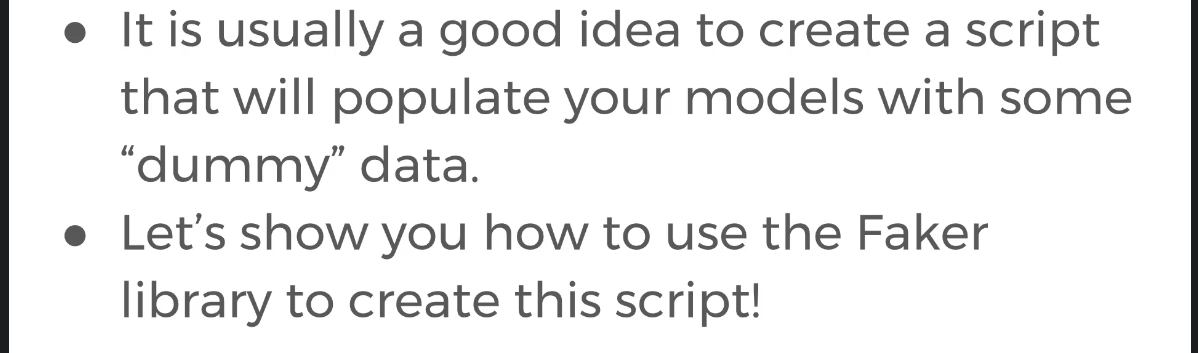 ● It is usually a good idea to create a script
that will populate your models with some
“dummy” data.
● Let’s show you how to use the Faker
library to create this script!